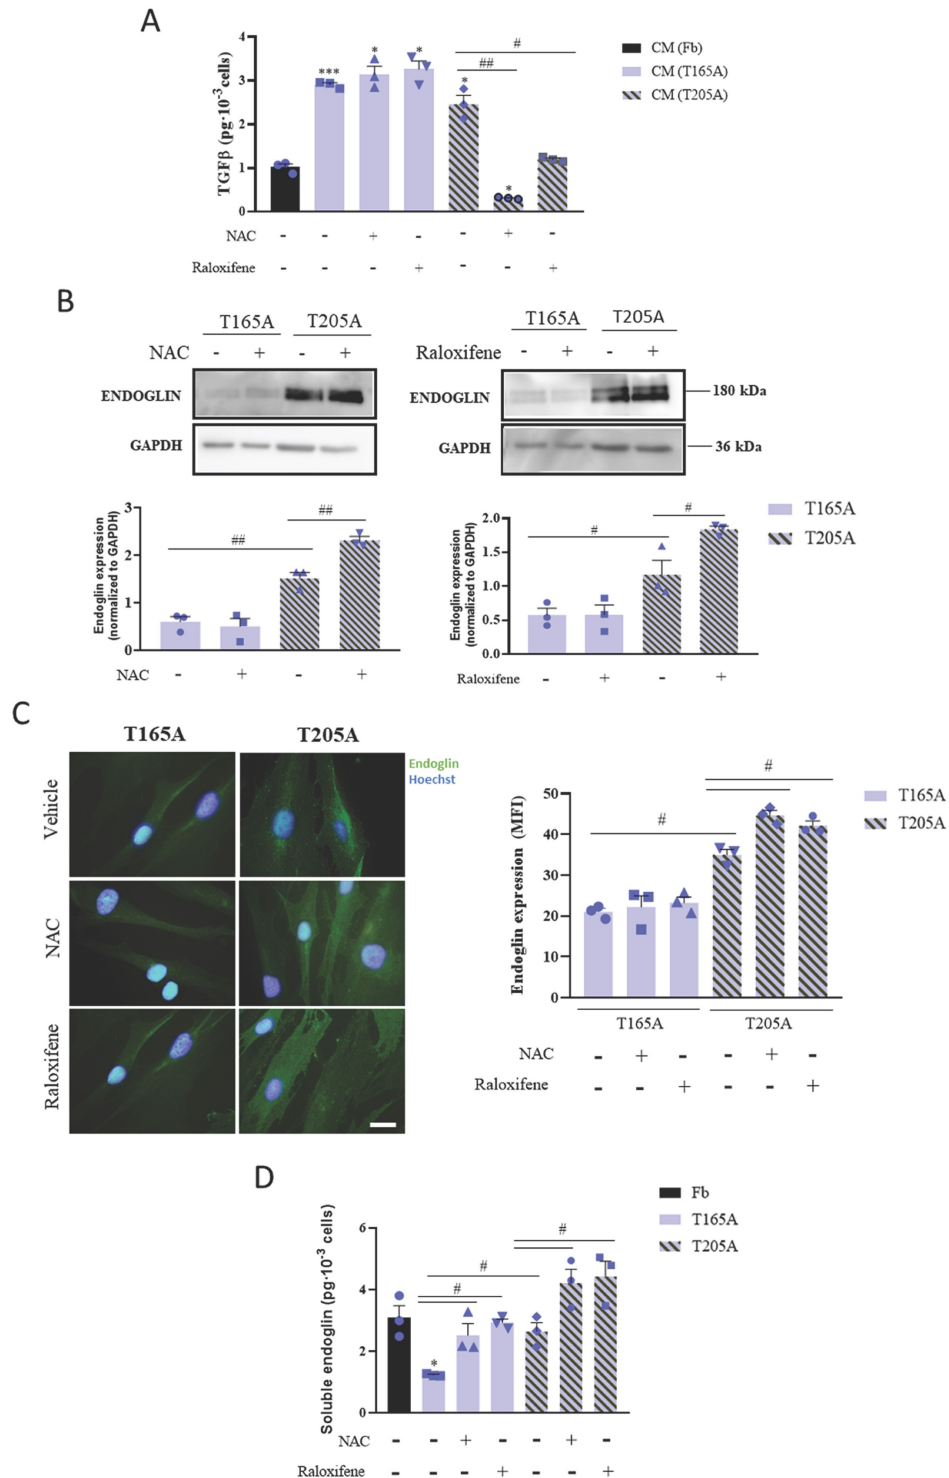 A
TGFβ (pg·10⁻³cells)
4
3
2
1
0
*** * * * * # ##
CM (Fb)
CM (T165A)
CM (T205A)
NAC - - + - - + -
Raloxifene - - - + - - +
B
T165A T205A
NAC - + - +
ENDOGLIN
GAPDH
T165A T205A
Raloxifene - + - +
ENDOGLIN 180 kDa
GAPDH 36 kDa
Endoglin expression
(normalized to GAPDH)
3
2
1
0
## ##
NAC - + - +
Endoglin expression
(normalized to GAPDH)
2.0
1.5
1.0
0.5
0.0
# #
Raloxifene - + - +
T165A
T205A
C
T165A T205A
Endoglin
Hoechst
Vehicle
NAC
Raloxifene
Endoglin expression (MFI)
50
40
30
20
10
0
# #
T165A T205A
NAC - + - - + -
Raloxifene - - + - - +
T165A
T205A
D
Soluble endoglin (pg·10⁻³ cells)
6
4
2
0
* # # #
Fb
T165A
T205A
NAC - - + - - + -
Raloxifene - - - + - - +